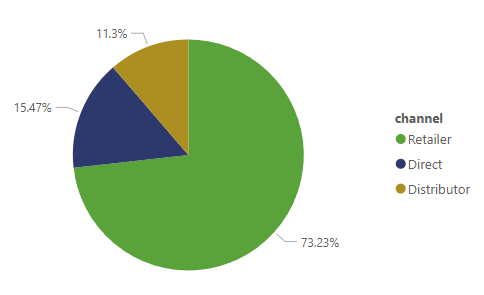 11.3%
15.47%
73.23%
channel
Retailer
Direct
Distributor